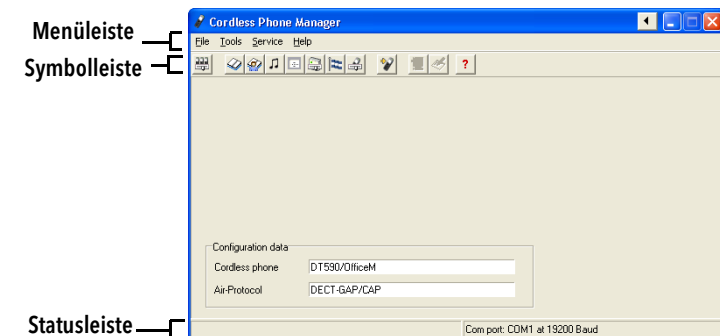 Cordless Phone Manager
Menüleiste
File Tools Service Help
Symbolleiste
?
Configuration data
Cordless phone DT590/OfficeM
Air-Protocol DECT-GAP/CAP
Statusleiste
Com port: COM1 at 19200 Baud